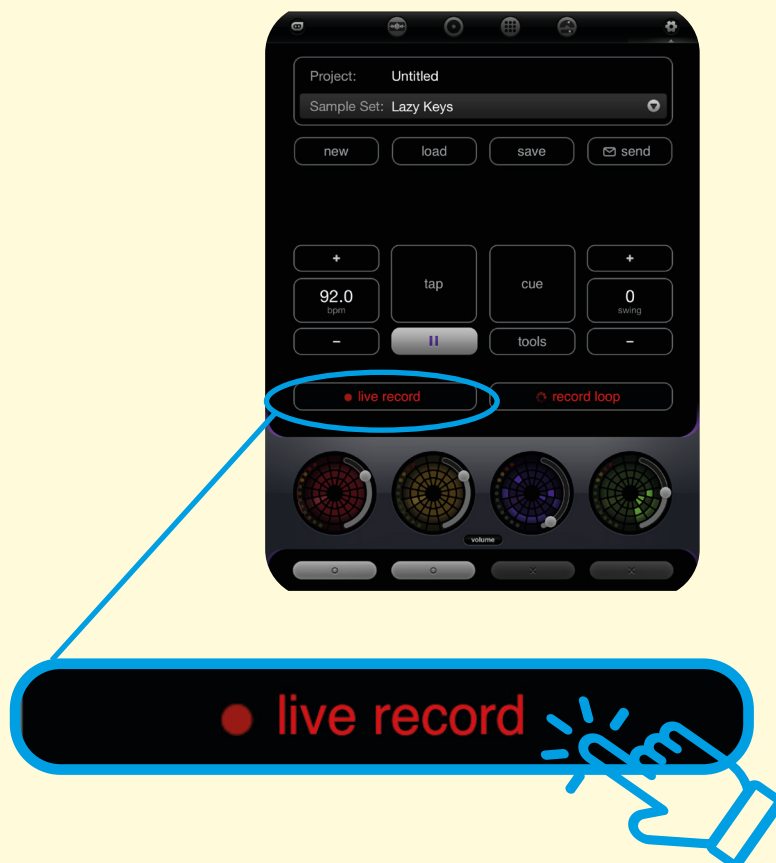 Project: Untitled
Sample Set: Lazy Keys
new load save send
+ +
tap cue
92.0 0
bpm swing
− tools −
live record record loop
volume
live record